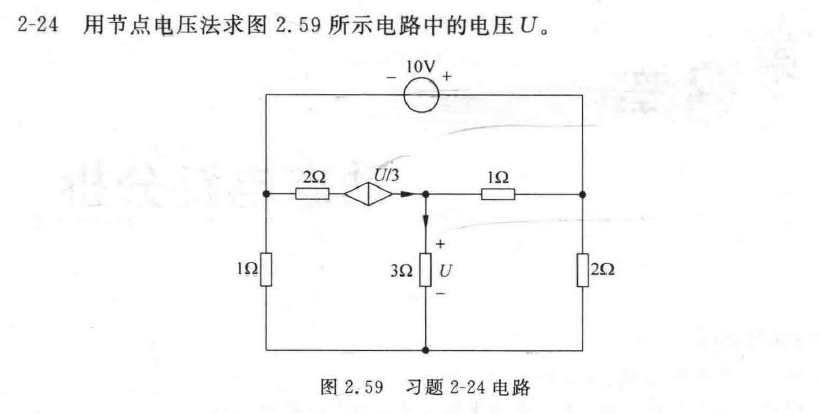 2-24 用节点电压法求图 2.59 所示电路中的电压 U。
10V
- +
2Ω U/3 1Ω
+
1Ω 3Ω U 2Ω
-
图 2.59 习题 2-24 电路